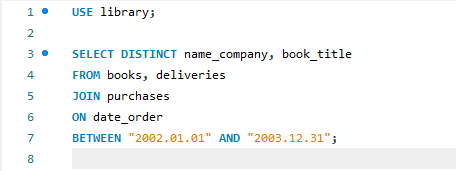 1 USE library;
2
3 SELECT DISTINCT name_company, book_title
4 FROM books, deliveries
5 JOIN purchases
6 ON date_order
7 BETWEEN "2002.01.01" AND "2003.12.31";
8